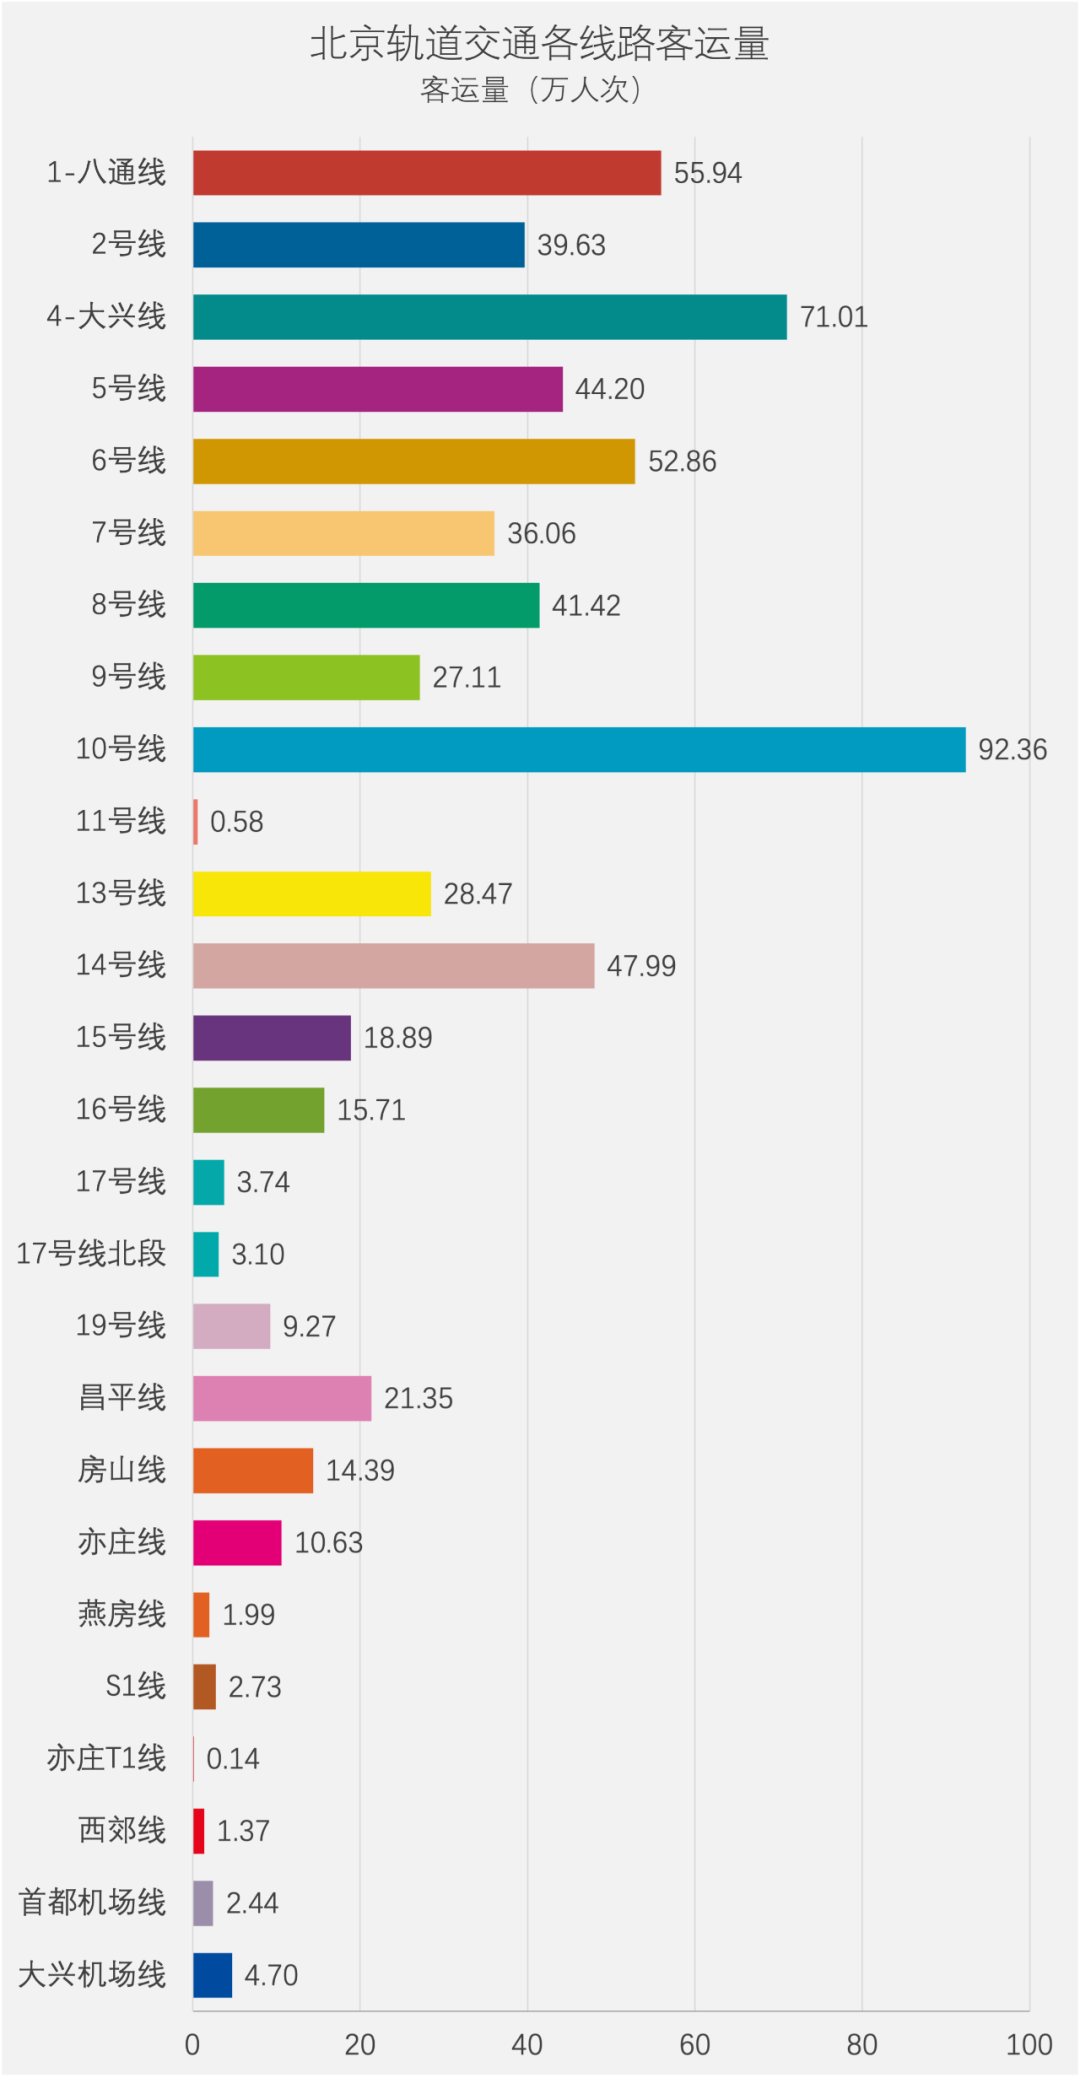 北京轨道交通各线路客运量
客运量（万人次）
1-八通线 55.94
2号线 39.63
4-大兴线 71.01
5号线 44.20
6号线 52.86
7号线 36.06
8号线 41.42
9号线 27.11
10号线 92.36
11号线 0.58
13号线 28.47
14号线 47.99
15号线 18.89
16号线 15.71
17号线 3.74
17号线北段 3.10
19号线 9.27
昌平线 21.35
房山线 14.39
亦庄线 10.63
燕房线 1.99
S1线 2.73
亦庄T1线 0.14
西郊线 1.37
首都机场线 2.44
大兴机场线 4.70
0 20 40 60 80 100